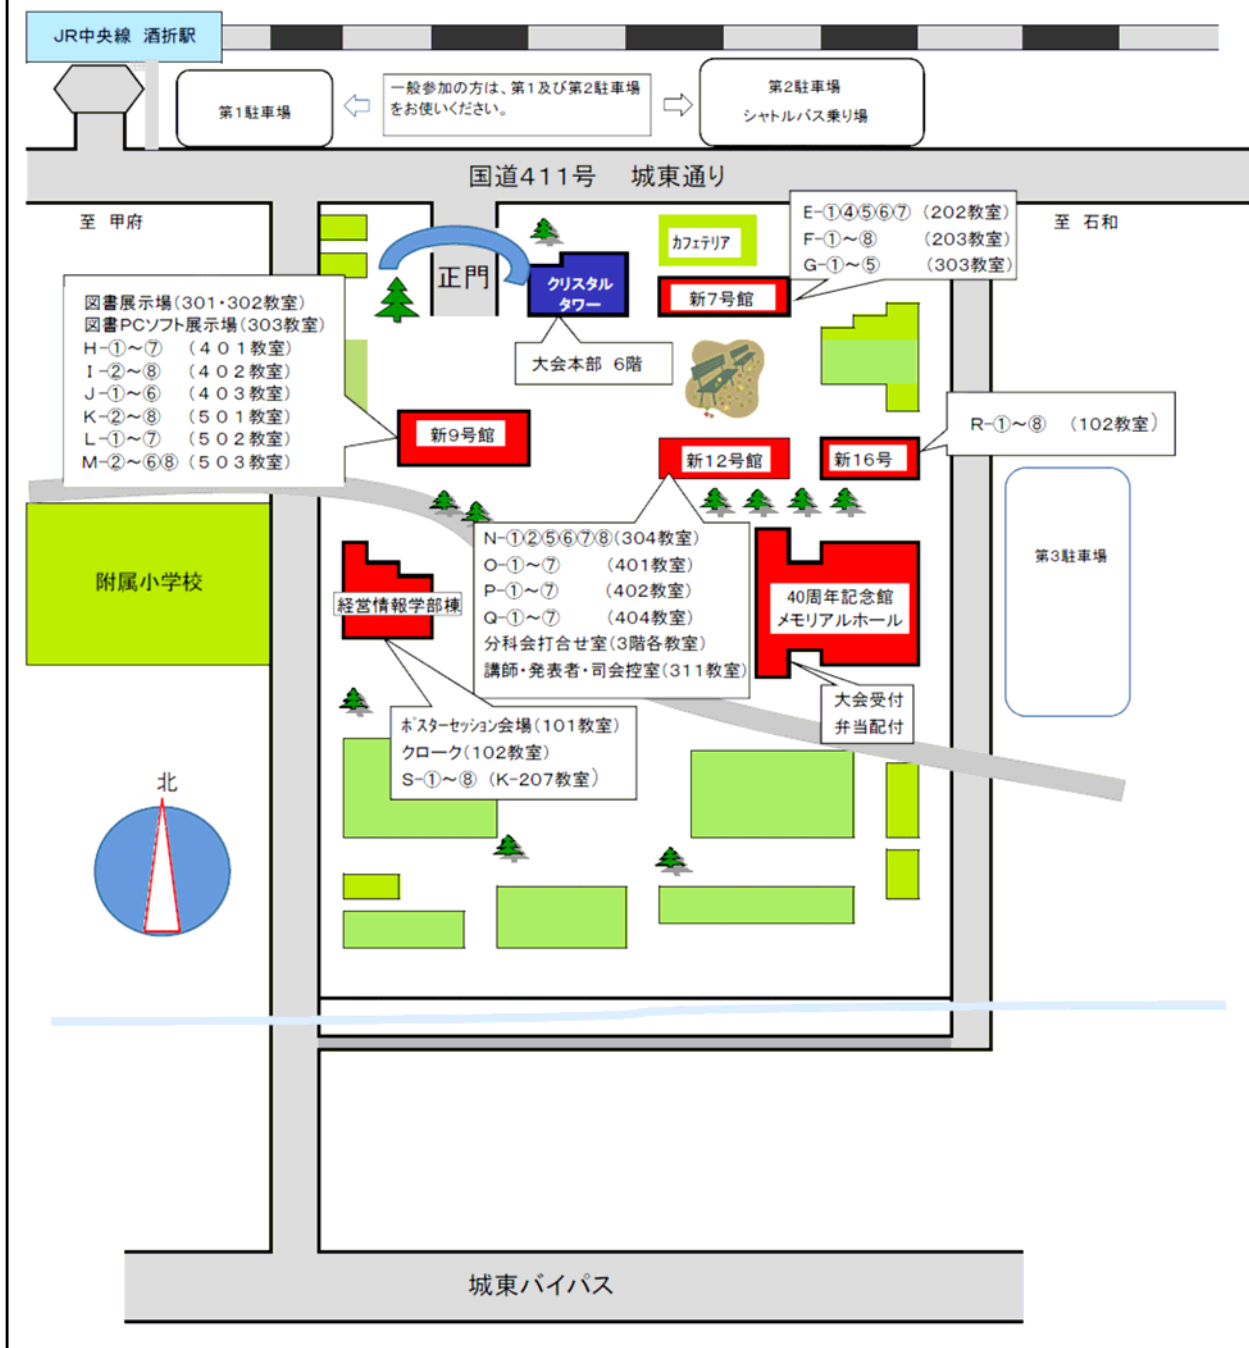 JR中央線 酒折駅
第1駐車場
一般参加の方は、第1及び第2駐車場
をお使いください。
第2駐車場
シャトルバス乗り場
国道411号 城東通り
至 甲府
至 石和
正門
クリスタル
タワー
カフェテリア
新7号館
E-①④⑤⑥⑦ (202教室)
F-①～⑧ (203教室)
G-①～⑤ (303教室)
大会本部 6階
図書展示場(301・302教室)
図書PCソフト展示場(303教室)
H-①～⑦ (401教室)
I-②～⑧ (402教室)
J-①～⑥ (403教室)
K-②～⑧ (501教室)
L-①～⑦ (502教室)
M-②～⑥⑧ (503教室)
新9号館
新12号館
新16号
R-①～⑧ (102教室)
第3駐車場
附属小学校
経営情報学部棟
N-①②⑤⑥⑦⑧(304教室)
O-①～⑦ (401教室)
P-①～⑦ (402教室)
Q-①～⑦ (404教室)
分科会打合せ室(3階各教室)
講師・発表者・司会控室(311教室)
40周年記念館
メモリアルホール
大会受付
弁当配付
ポスターセッション会場(101教室)
クローク(102教室)
S-①～⑧ (K-207教室)
北
城東バイパス